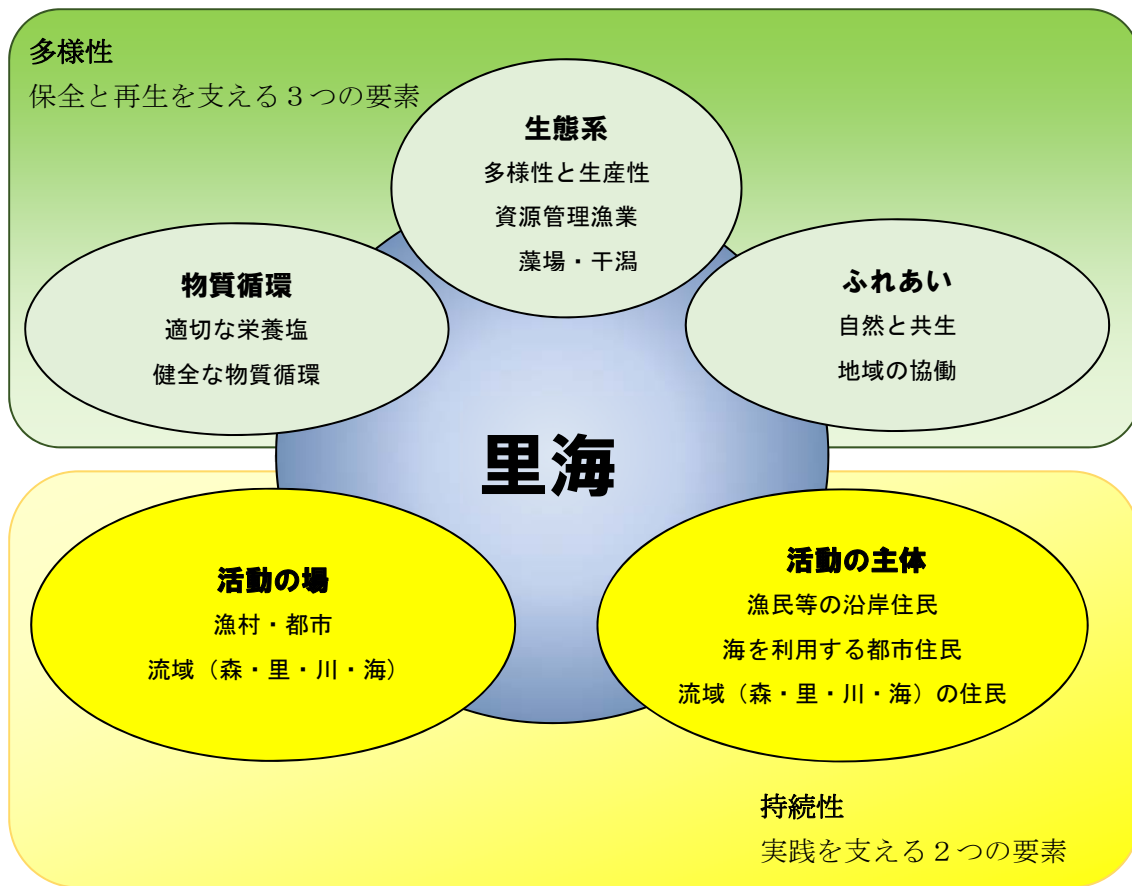 多様性
保全と再生を支える３つの要素
生態系
多様性と生産性
資源管理漁業
藻場・干潟
物質循環
適切な栄養塩
健全な物質循環
ふれあい
自然と共生
地域の協働
里海
活動の場
漁村・都市
流域（森・里・川・海）
活動の主体
漁民等の沿岸住民
海を利用する都市住民
流域（森・里・川・海）の住民
持続性
実践を支える２つの要素